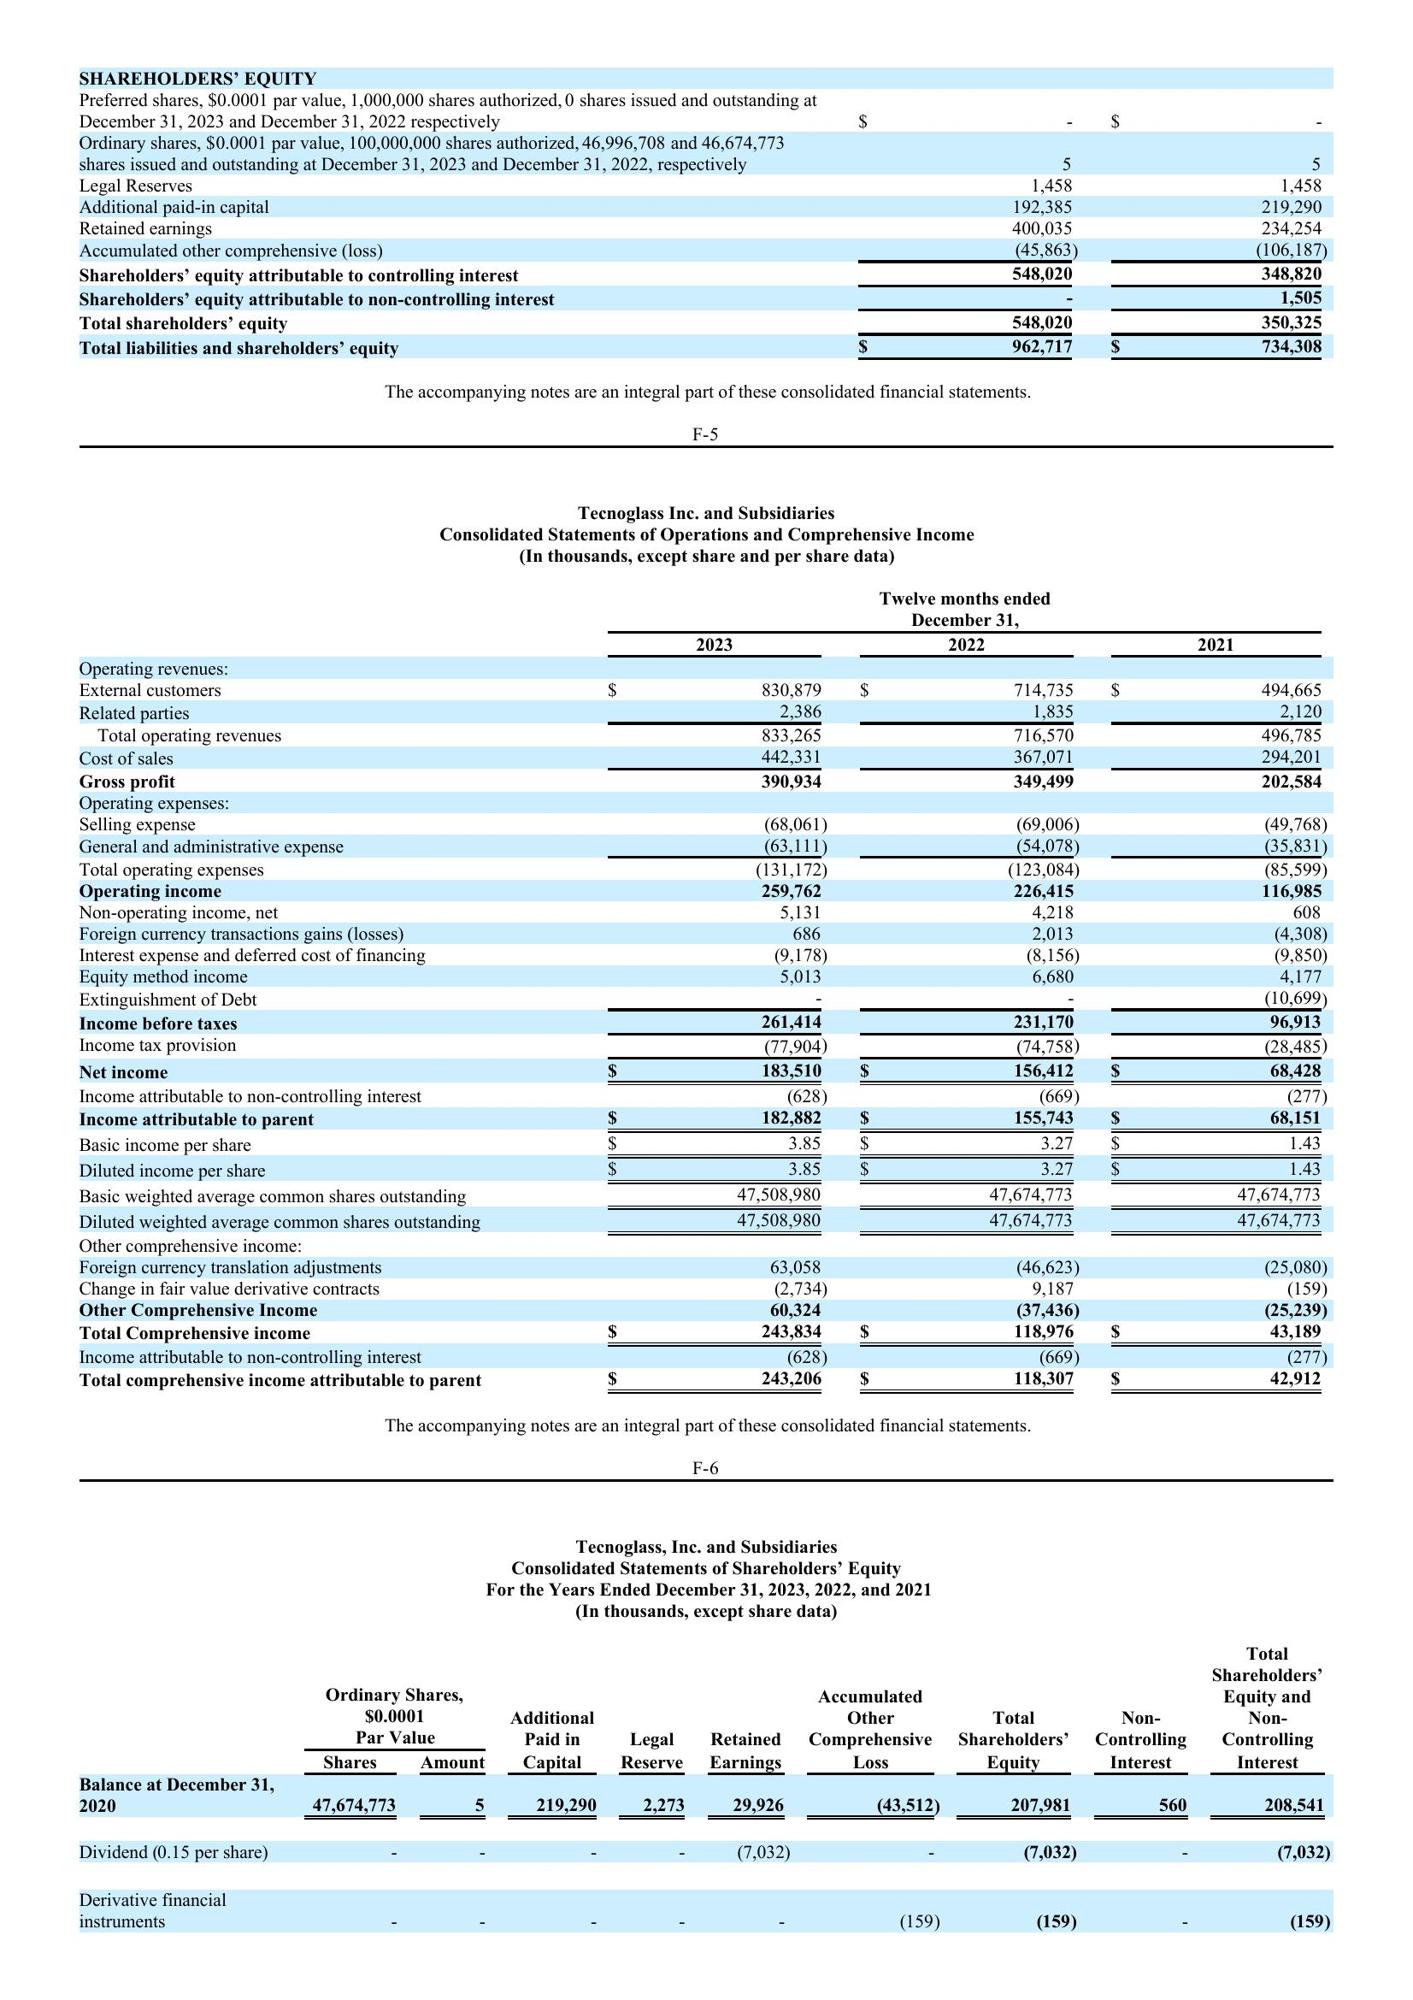 SHAREHOLDERS’ EQUITY
Preferred shares, $0.0001 par value, 1,000,000 shares authorized, 0 shares issued and outstanding at
December 31, 2023 and December 31, 2022 respectively $ - $ -
Ordinary shares, $0.0001 par value, 100,000,000 shares authorized, 46,996,708 and 46,674,773
shares issued and outstanding at December 31, 2023 and December 31, 2022, respectively 5 5
Legal Reserves 1,458 1,458
Additional paid-in capital 192,385 219,290
Retained earnings 400,035 234,254
Accumulated other comprehensive (loss) (45,863) (106,187)
Shareholders’ equity attributable to controlling interest 548,020 348,820
Shareholders’ equity attributable to non-controlling interest - 1,505
Total shareholders’ equity 548,020 350,325
Total liabilities and shareholders’ equity $ 962,717 $ 734,308
The accompanying notes are an integral part of these consolidated financial statements.
F-5
Tecnoglass Inc. and Subsidiaries
Consolidated Statements of Operations and Comprehensive Income
(In thousands, except share and per share data)
Twelve months ended
December 31,
2023 2022 2021
Operating revenues:
External customers $ 830,879 $ 714,735 $ 494,665
Related parties 2,386 1,835 2,120
Total operating revenues 833,265 716,570 496,785
Cost of sales 442,331 367,071 294,201
Gross profit 390,934 349,499 202,584
Operating expenses:
Selling expense (68,061) (69,006) (49,768)
General and administrative expense (63,111) (54,078) (35,831)
Total operating expenses (131,172) (123,084) (85,599)
Operating income 259,762 226,415 116,985
Non-operating income, net 5,131 4,218 608
Foreign currency transactions gains (losses) 686 2,013 (4,308)
Interest expense and deferred cost of financing (9,178) (8,156) (9,850)
Equity method income 5,013 6,680 4,177
Extinguishment of Debt - - (10,699)
Income before taxes 261,414 231,170 96,913
Income tax provision (77,904) (74,758) (28,485)
Net income $ 183,510 $ 156,412 $ 68,428
Income attributable to non-controlling interest (628) (669) (277)
Income attributable to parent $ 182,882 $ 155,743 $ 68,151
Basic income per share $ 3.85 $ 3.27 $ 1.43
Diluted income per share $ 3.85 $ 3.27 $ 1.43
Basic weighted average common shares outstanding 47,508,980 47,674,773 47,674,773
Diluted weighted average common shares outstanding 47,508,980 47,674,773 47,674,773
Other comprehensive income:
Foreign currency translation adjustments 63,058 (46,623) (25,080)
Change in fair value derivative contracts (2,734) 9,187 (159)
Other Comprehensive Income 60,324 (37,436) (25,239)
Total Comprehensive income $ 243,834 $ 118,976 $ 43,189
Income attributable to non-controlling interest (628) (669) (277)
Total comprehensive income attributable to parent $ 243,206 $ 118,307 $ 42,912
The accompanying notes are an integral part of these consolidated financial statements.
F-6
Tecnoglass, Inc. and Subsidiaries
Consolidated Statements of Shareholders’ Equity
For the Years Ended December 31, 2023, 2022, and 2021
(In thousands, except share data)
Total
Shareholders’
Ordinary Shares, Accumulated Equity and
$0.0001 Additional Other Total Non- Non-
Par Value Paid in Legal Retained Comprehensive Shareholders’ Controlling Controlling
Shares Amount Capital Reserve Earnings Loss Equity Interest Interest
Balance at December 31,
2020 47,674,773 5 219,290 2,273 29,926 (43,512) 207,981 560 208,541
Dividend (0.15 per share) - - - - (7,032) - (7,032) - (7,032)
Derivative financial
instruments - - - - - (159) (159) - (159)